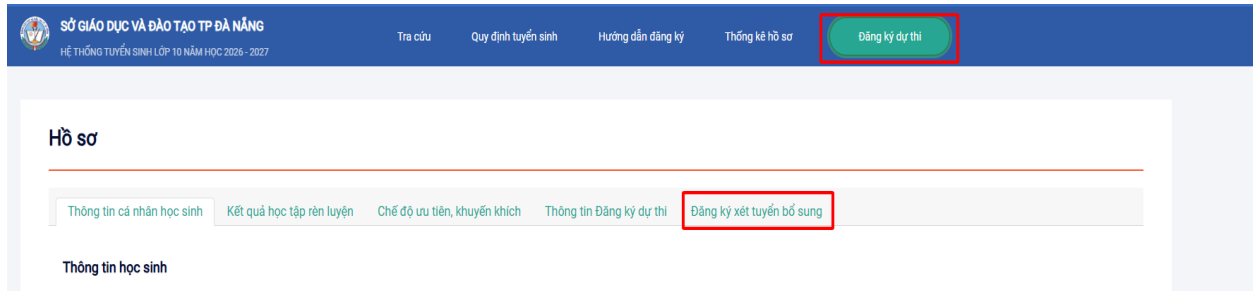 SỞ GIÁO DỤC VÀ ĐÀO TẠO TP ĐÀ NẴNG
HỆ THỐNG TUYỂN SINH LỚP 10 NĂM HỌC 2026 - 2027
Tra cứu Quy định tuyển sinh Hướng dẫn đăng ký Thống kê hồ sơ Đăng ký dự thi
Hồ sơ
Thông tin cá nhân học sinh Kết quả học tập rèn luyện Chế độ ưu tiên, khuyến khích Thông tin Đăng ký dự thi Đăng ký xét tuyển bổ sung
Thông tin học sinh